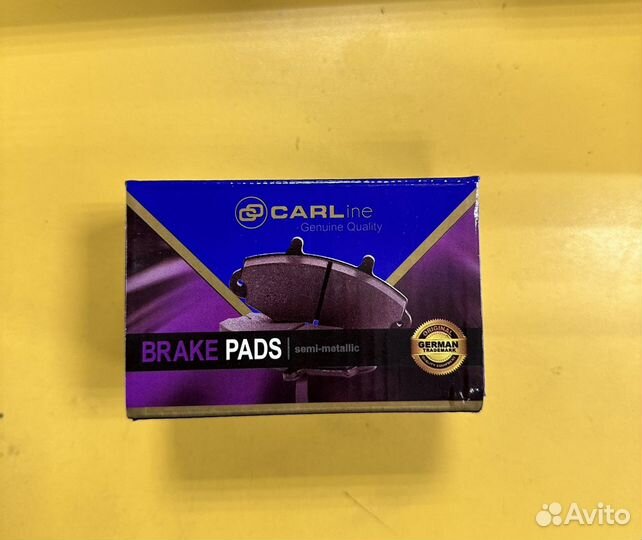 CARLine
Genuine Quality
BRAKE PADS semi-metallic
ORIGINAL
GERMAN
TRADEMARK
Avito